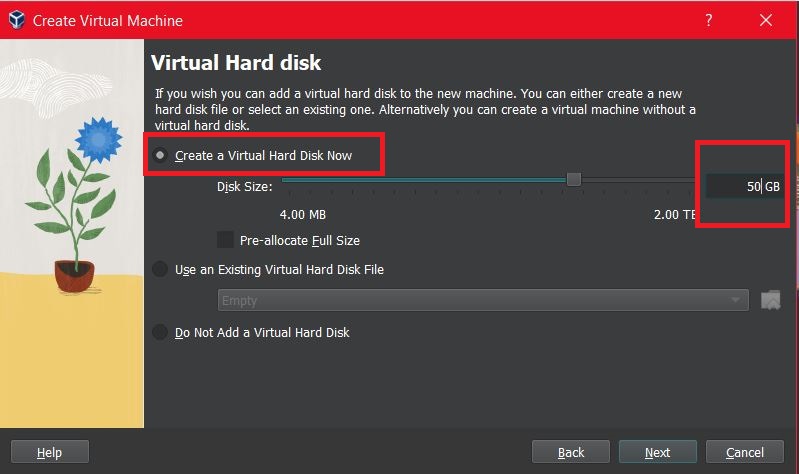 Create Virtual Machine
?
Virtual Hard disk
If you wish you can add a virtual hard disk to the new machine. You can either create a new
hard disk file or select an existing one. Alternatively you can create a virtual machine without a
virtual hard disk.
Create a Virtual Hard Disk Now
Disk Size:
50 GB
4.00 MB
2.00 TB
Pre-allocate Full Size
Use an Existing Virtual Hard Disk File
Empty
Do Not Add a Virtual Hard Disk
Help
Back
Next
Cancel